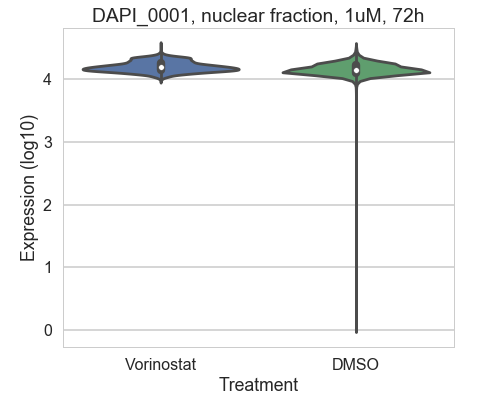 DAPI_0001, nuclear fraction, 1uM, 72h
Expression (log10)
4
3
2
1
0
Vorinostat
DMSO
Treatment